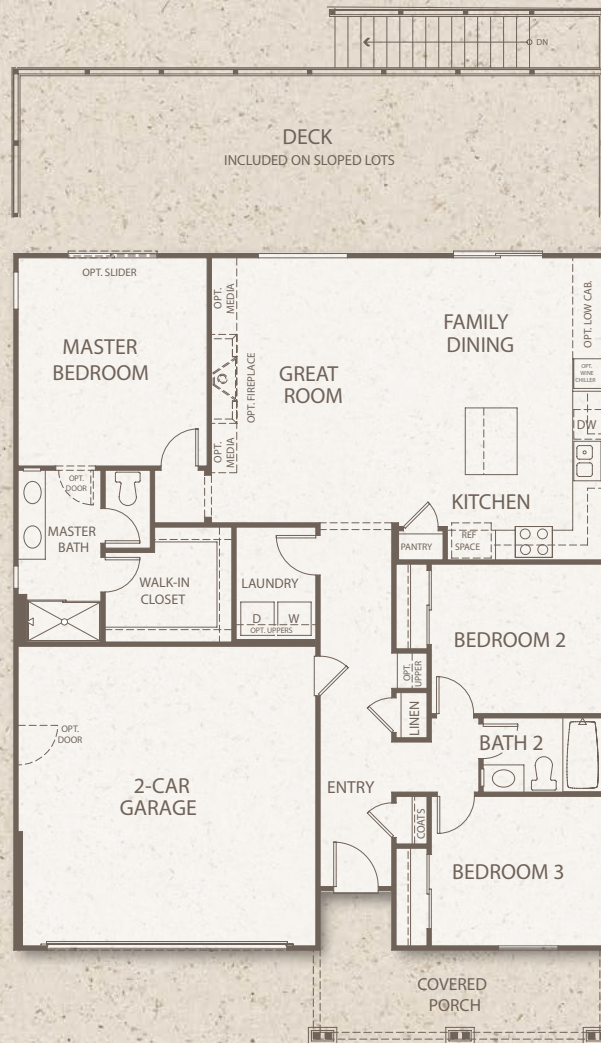 DN
DECK
INCLUDED ON SLOPED LOTS
OPT. SLIDER
MASTER
BEDROOM
OPT. MEDIA
OPT. FIREPLACE
OPT. MEDIA
GREAT
ROOM
FAMILY
DINING
OPT. LOW CAB.
OPT.
WINE
CHILLER
DW
KITCHEN
OPT.
DOOR
MASTER
BATH
WALK-IN
CLOSET
LAUNDRY
D W
OPT. UPPERS
PANTRY
REF
SPACE
BEDROOM 2
OPT.
UPPER
LINEN
BATH 2
OPT.
DOOR
2-CAR
GARAGE
ENTRY
COATS
BEDROOM 3
COVERED
PORCH